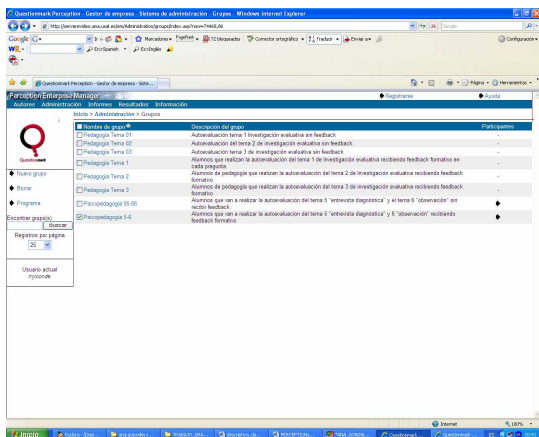 Questionmark Perception - Gestor de empresa - Sistema de administración - Grupos - Windows Internet Explorer
Google
Ir
Marcadores
PageRank
72 bloqueados
Corrector ortográfico
Traducir
Enviar a
Configuración
En>Spanish
Es>Inglés
Questionmark Perception - Gestor de empresa - Siste...
Página
Herramientas
Perception Enterprise Manager
Registrarse
Ayuda
Autores Administración Informes Resultados Información
Inicio > Administración > Grupos
Nombre de grupo Descripción del grupo Participantes
Pedagogía Tema 01 Autoevaluación tema 1 Investigación evaluativa sin feedback -
Pedagogía Tema 02 Autoevaluación del tema 2 de investigación evaluativa sin feedback -
Pedagogía Tema 03 Autoevaluación tema 3 de investigación evaluativa sin feedback -
Pedagogía Tema 1 Alumnos que realizan la autoevaluación del tema 1 de Investigación evaluativa recibiendo feedback formativo en
cada pregunta. -
Pedagogía Tema 2 Alumnos de pedagogía que realizan la autoevaluación del tema 2 de investigación evaluativa recibiendo feedback
formativo -
Pedagogía Tema 3 Alumnos de pedagogía que realizan la autoevaluación del tema 3 de investigación evaluativa recibiendo feedback
formativo -
Psicopedagogía 05-06 Alumnos que van a realizar la autoevaluación del tema 5 "entrevista diagnóstica" y el tema 6 "observación" sin
recibir feedback.
Psicopedagogía 5-6 Alumnos que van a realizar la autoevaluación del tema 5 "entrevista diagnóstica" y 6 "observación" recibiendo
feedback formativo
Questionmark
Nuevo grupo
Borrar
Programa
Encontrar grupo(s)
Buscar
Registros por página
25
Usuario actual
mjcorde
Internet
100%
Inicio
Questionmark
ES